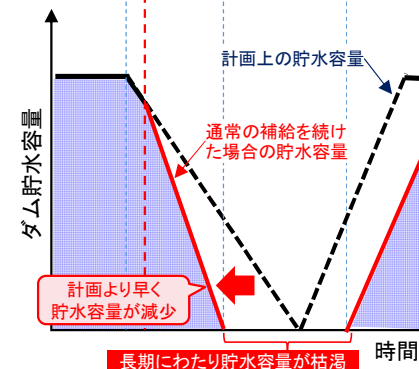 計画上の貯水容量
通常の補給を続け
た場合の貯水容量
ダム貯水容量
計画より早く
貯水容量が減少
長期にわたり貯水容量が枯渇
時間